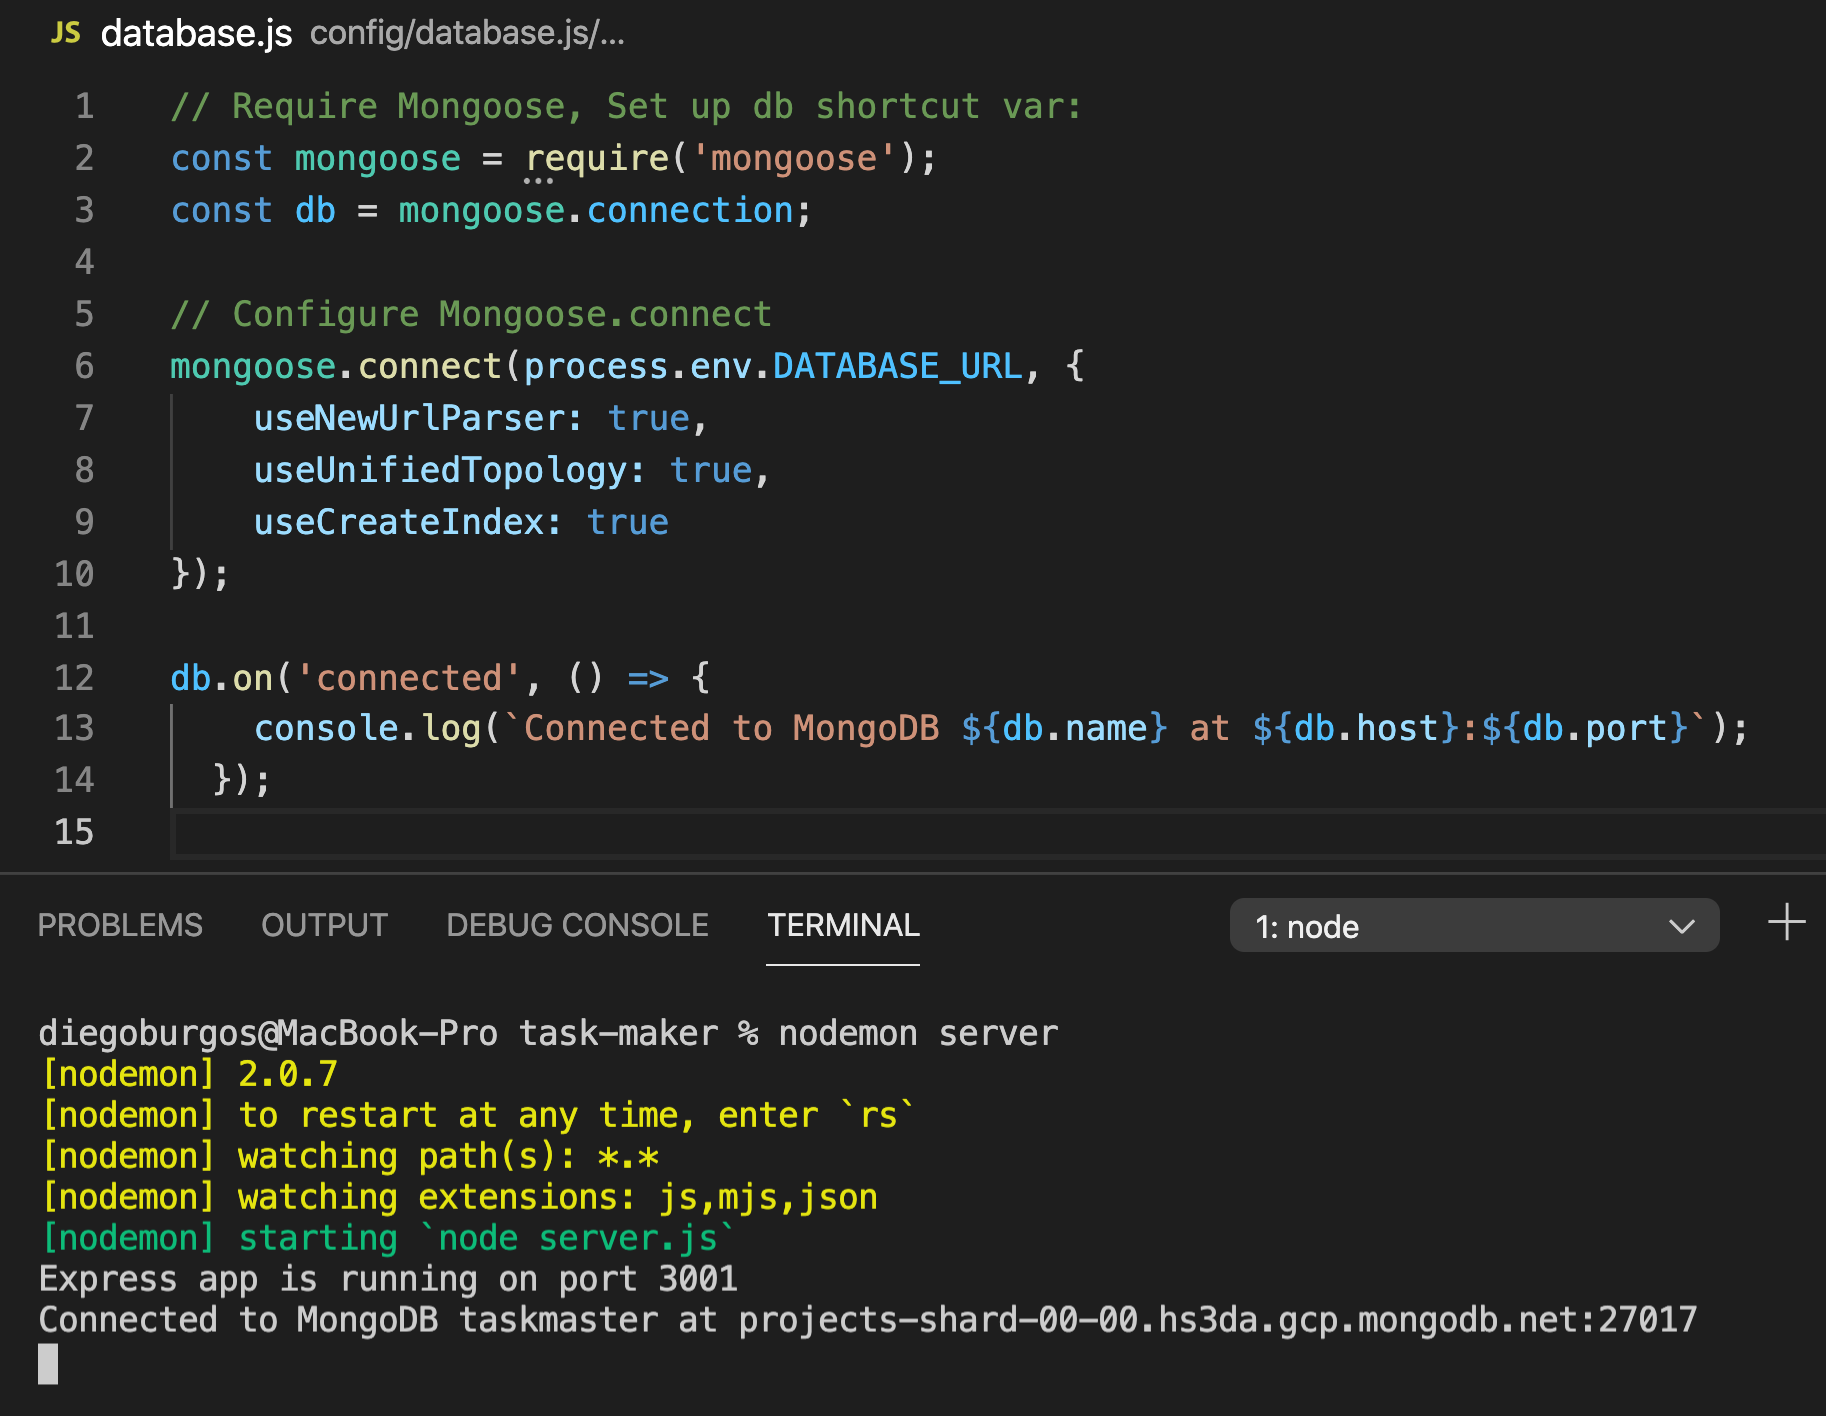 JS database.js config/database.js/...
1 // Require Mongoose, Set up db shortcut var:
2 const mongoose = require('mongoose');
3 const db = mongoose.connection;
4
5 // Configure Mongoose.connect
6 mongoose.connect(process.env.DATABASE_URL, {
7     useNewUrlParser: true,
8     useUnifiedTopology: true,
9     useCreateIndex: true
10 });
11
12 db.on('connected', () => {
13     console.log(`Connected to MongoDB ${db.name} at ${db.host}:${db.port}`);
14   });
15
PROBLEMS OUTPUT DEBUG CONSOLE TERMINAL 1: node
diegoburgos@MacBook-Pro task-maker % nodemon server
[nodemon] 2.0.7
[nodemon] to restart at any time, enter `rs`
[nodemon] watching path(s): *.*
[nodemon] watching extensions: js,mjs,json
[nodemon] starting `node server.js`
Express app is running on port 3001
Connected to MongoDB taskmaster at projects-shard-00-00.hs3da.gcp.mongodb.net:27017